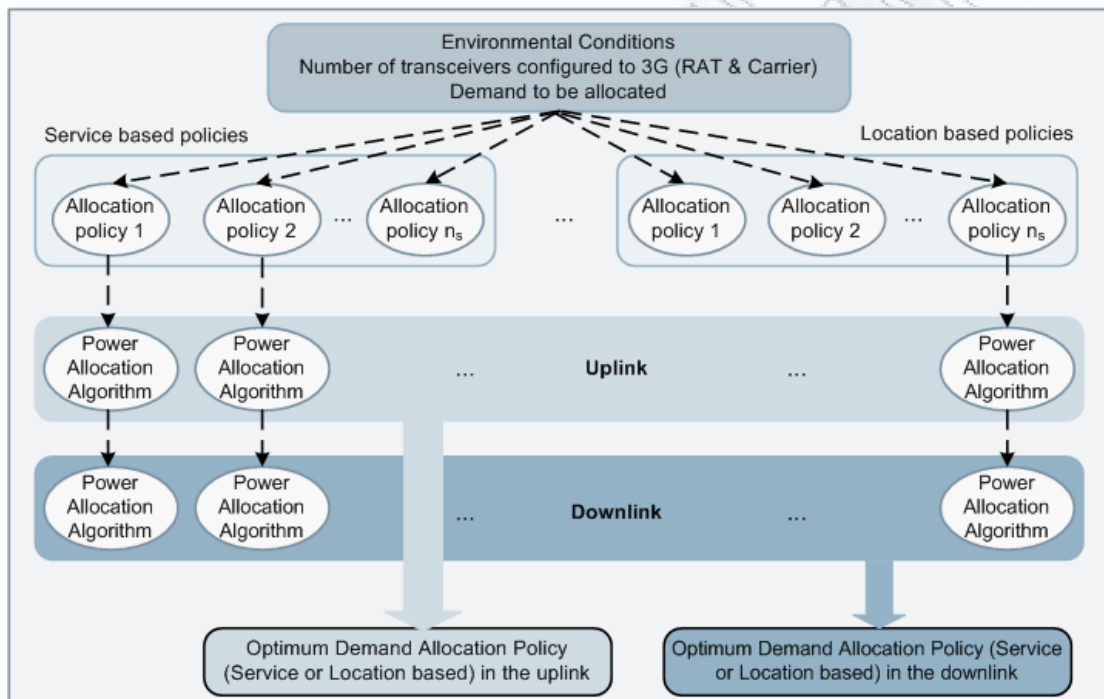 Environmental Conditions
Number of transceivers configured to 3G (RAT & Carrier)
Demand to be allocated
Service based policies
Location based policies
Allocation
policy 1
Allocation
policy 2
...
Allocation
policy ns
...
Allocation
policy 1
Allocation
policy 2
...
Allocation
policy ns
Power
Allocation
Algorithm
Power
Allocation
Algorithm
...
Uplink
...
Power
Allocation
Algorithm
Power
Allocation
Algorithm
Power
Allocation
Algorithm
...
Downlink
...
Power
Allocation
Algorithm
Optimum Demand Allocation Policy
(Service or Location based) in the uplink
Optimum Demand Allocation Policy (Service
or Location based) in the downlink